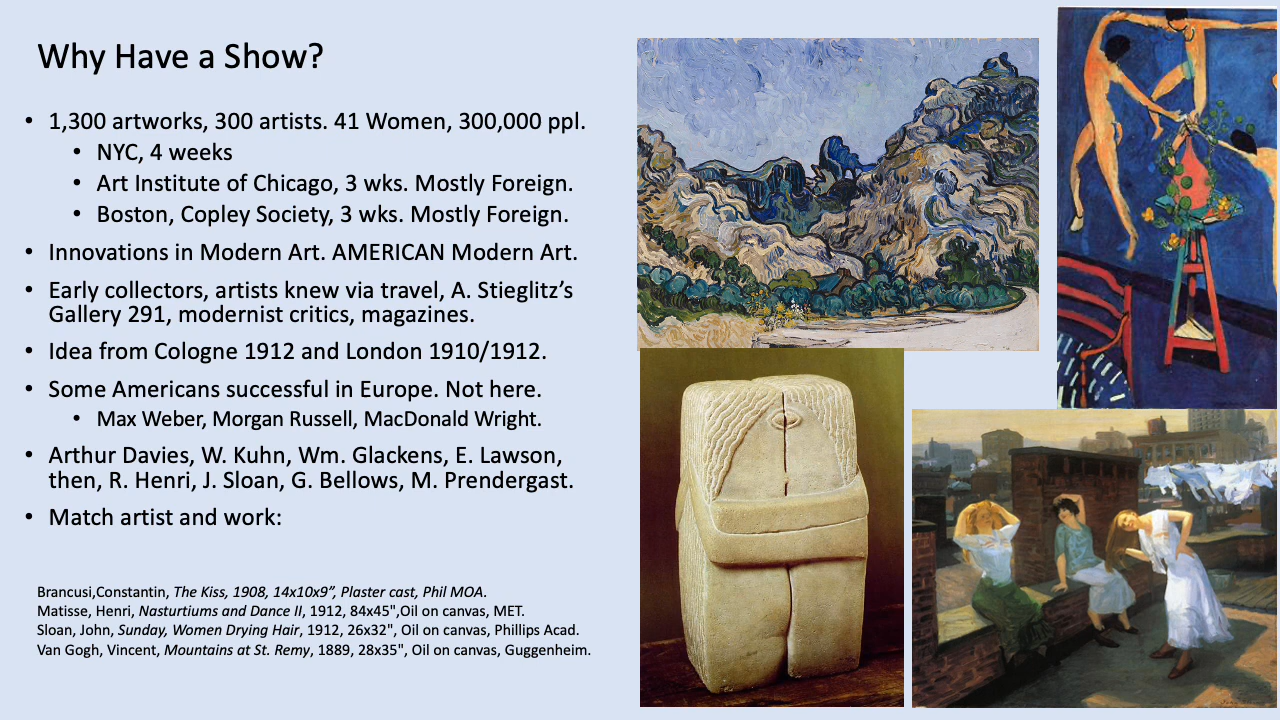 Why Have a Show?
• 1,300 artworks, 300 artists. 41 Women, 300,000 ppl.
• NYC, 4 weeks
• Art Institute of Chicago, 3 wks. Mostly Foreign.
• Boston, Copley Society, 3 wks. Mostly Foreign.
• Innovations in Modern Art. AMERICAN Modern Art.
• Early collectors, artists knew via travel, A. Stieglitz’s
Gallery 291, modernist critics, magazines.
• Idea from Cologne 1912 and London 1910/1912.
• Some Americans successful in Europe. Not here.
• Max Weber, Morgan Russell, MacDonald Wright.
• Arthur Davies, W. Kuhn, Wm. Glackens, E. Lawson,
then, R. Henri, J. Sloan, G. Bellows, M. Prendergast.
• Match artist and work:
Brancusi,Constantin, The Kiss, 1908, 14x10x9”, Plaster cast, Phil MOA.
Matisse, Henri, Nasturtiums and Dance II, 1912, 84x45",Oil on canvas, MET.
Sloan, John, Sunday, Women Drying Hair, 1912, 26x32", Oil on canvas, Phillips Acad.
Van Gogh, Vincent, Mountains at St. Remy, 1889, 28x35", Oil on canvas, Guggenheim.